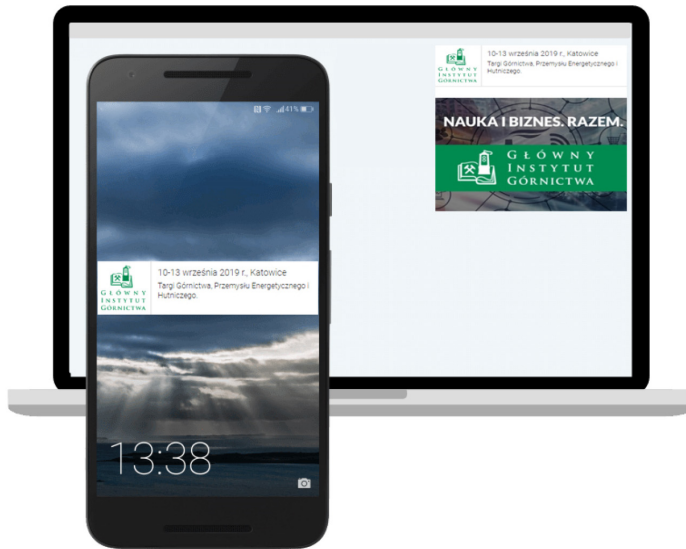 10-13 września 2019 r., Katowice
Targi Górnictwa, Przemysłu Energetycznego i
Hutniczego.
GŁÓWNY
INSTYTUT
GÓRNICTWA
NAUKA I BIZNES. RAZEM.
GŁÓWNY
INSTYTUT
GÓRNICTWA
41%
10-13 września 2019 r., Katowice
Targi Górnictwa, Przemysłu Energetycznego i
Hutniczego.
GŁÓWNY
INSTYTUT
GÓRNICTWA
13:38